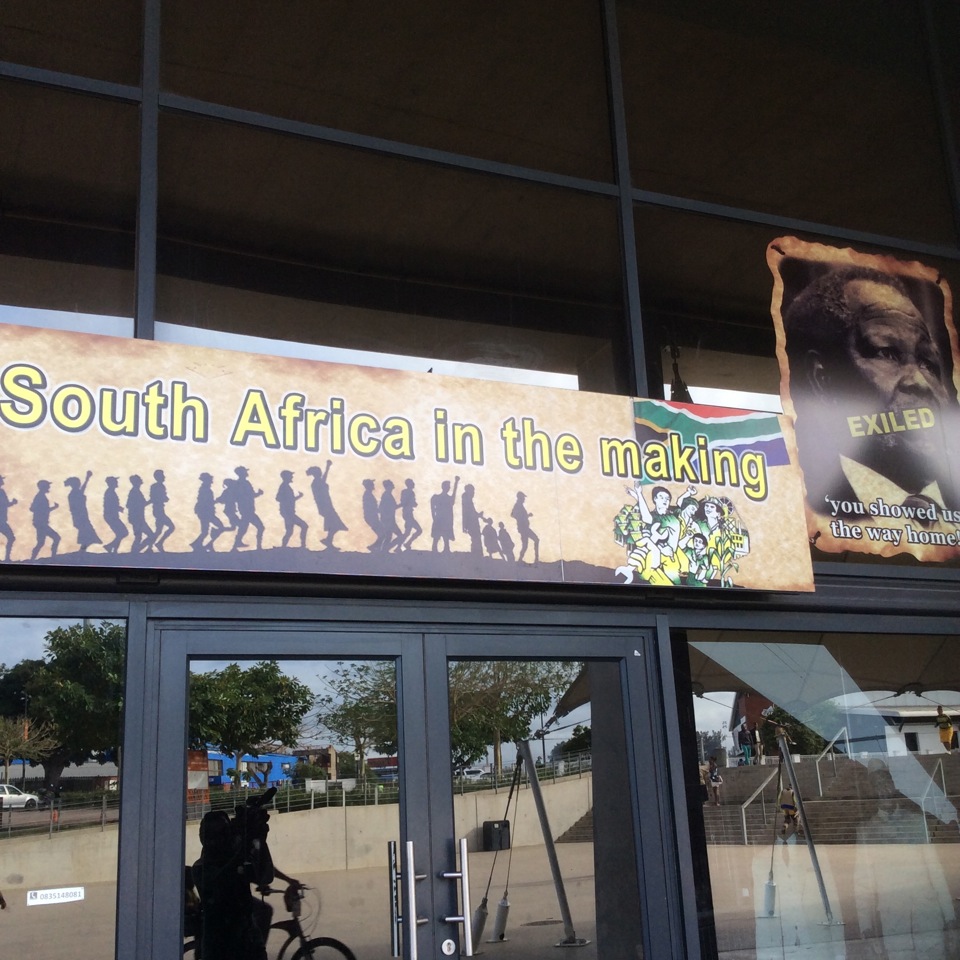 South Africa in the making
EXILED
'you showed us
the way home!
0835148081